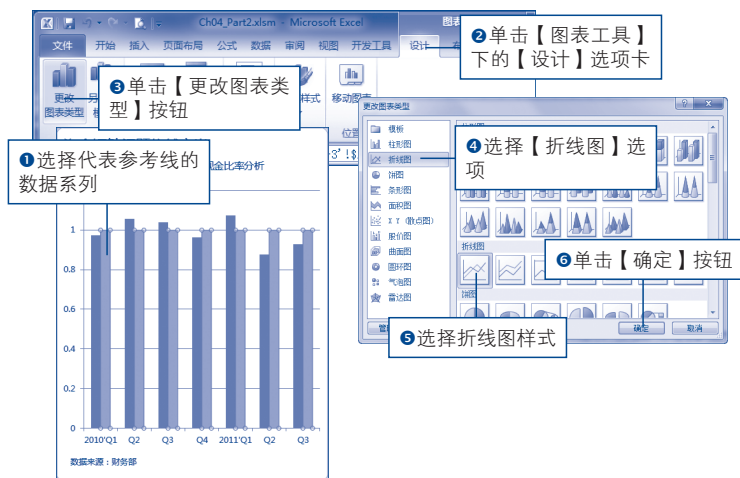 Ch04_Part2.xlsm - Microsoft Excel
文件 开始 插入 页面布局 公式 数据 审阅 视图 开发工具 设计
❷单击【图表工具】下的【设计】选项卡
更改图表类型
移动图表
位置
❸单击【更改图表类型】按钮
❶选择代表参考线的数据系列
现金比率分析
1
0.8
0.6
0.4
0.2
0
2010'Q1 Q2 Q3 Q4 2011'Q1 Q2 Q3
数据来源：财务部
更改图表类型
模板
柱形图
折线图
饼图
条形图
面积图
X Y (散点图)
股价图
曲面图
圆环图
气泡图
雷达图
❹选择【折线图】选项
折线图
❻单击【确定】按钮
饼图
❺选择折线图样式
确定 取消